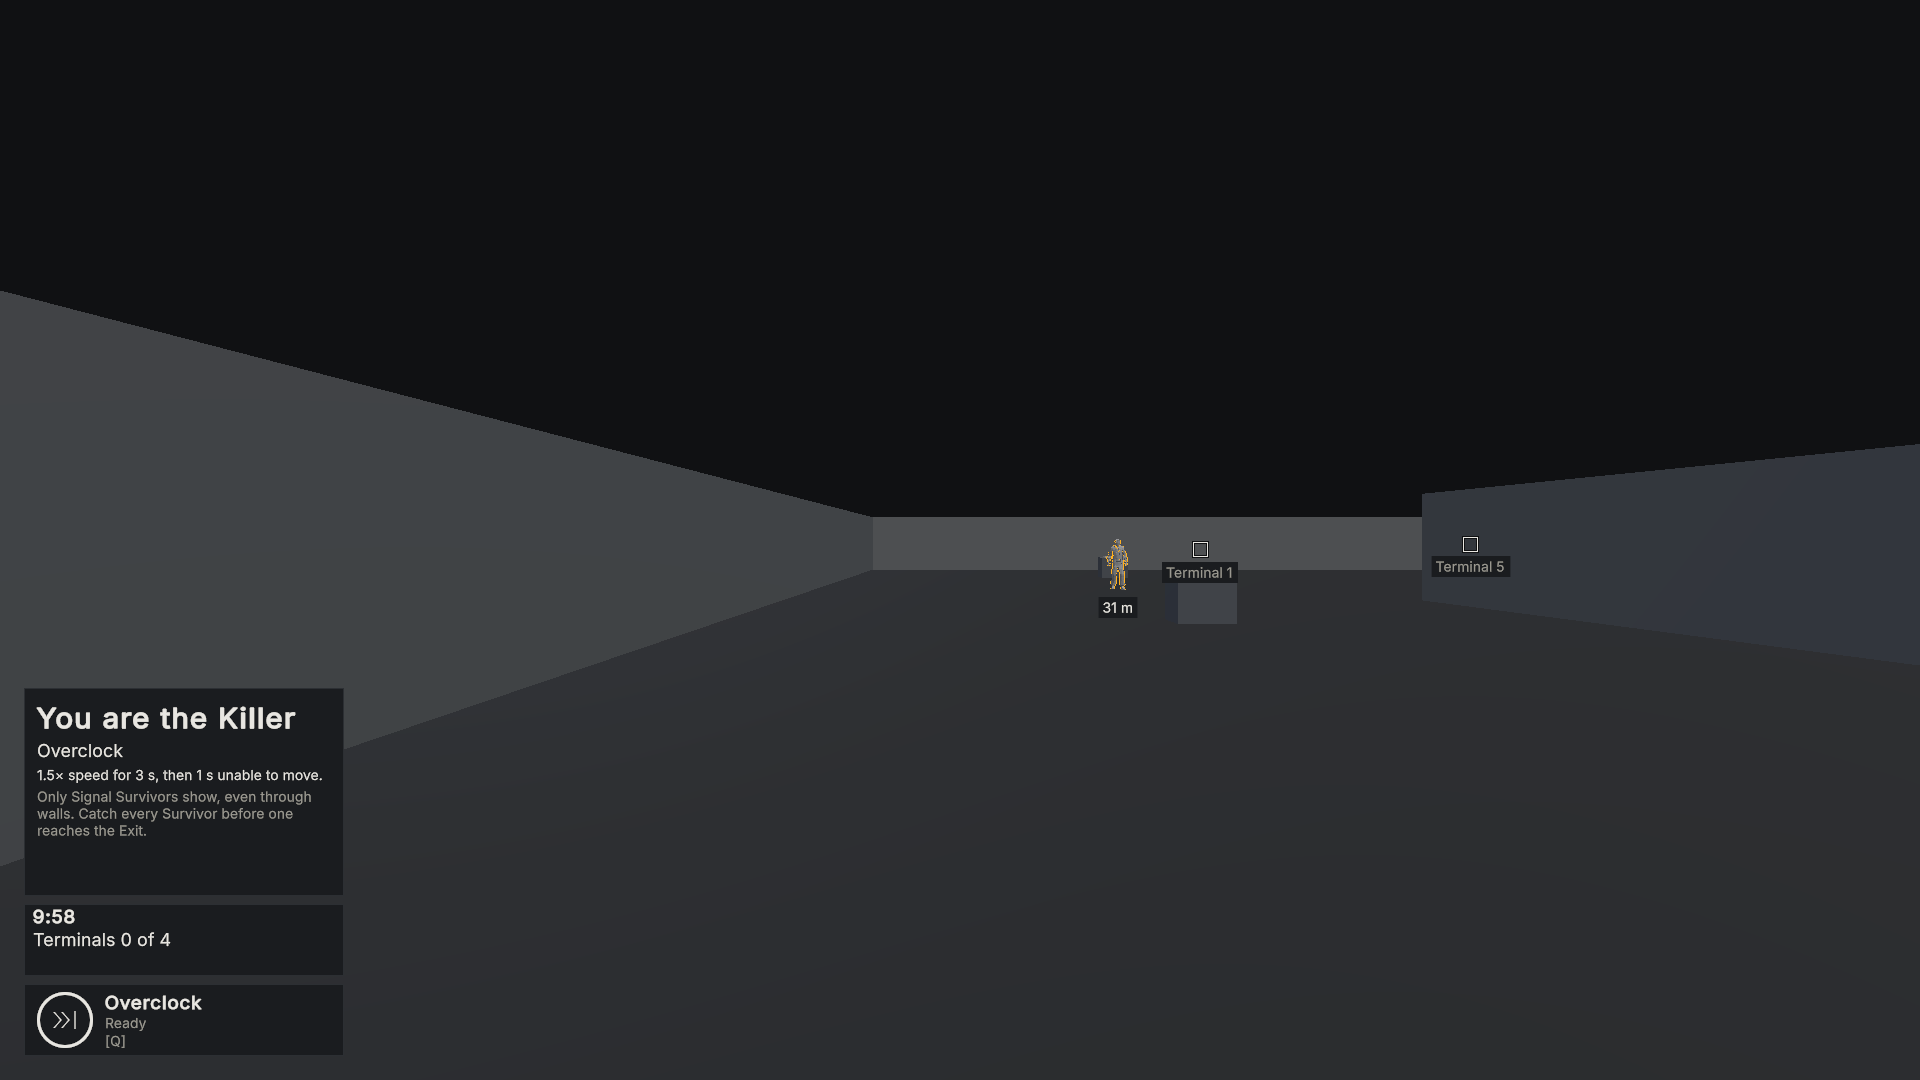 Terminal 1
Terminal 5
31 m
You are the Killer
Overclock
1.5× speed for 3 s, then 1 s unable to move.
Only Signal Survivors show, even through
walls. Catch every Survivor before one
reaches the Exit.
9:58
Terminals 0 of 4
Overclock
Ready
[Q]